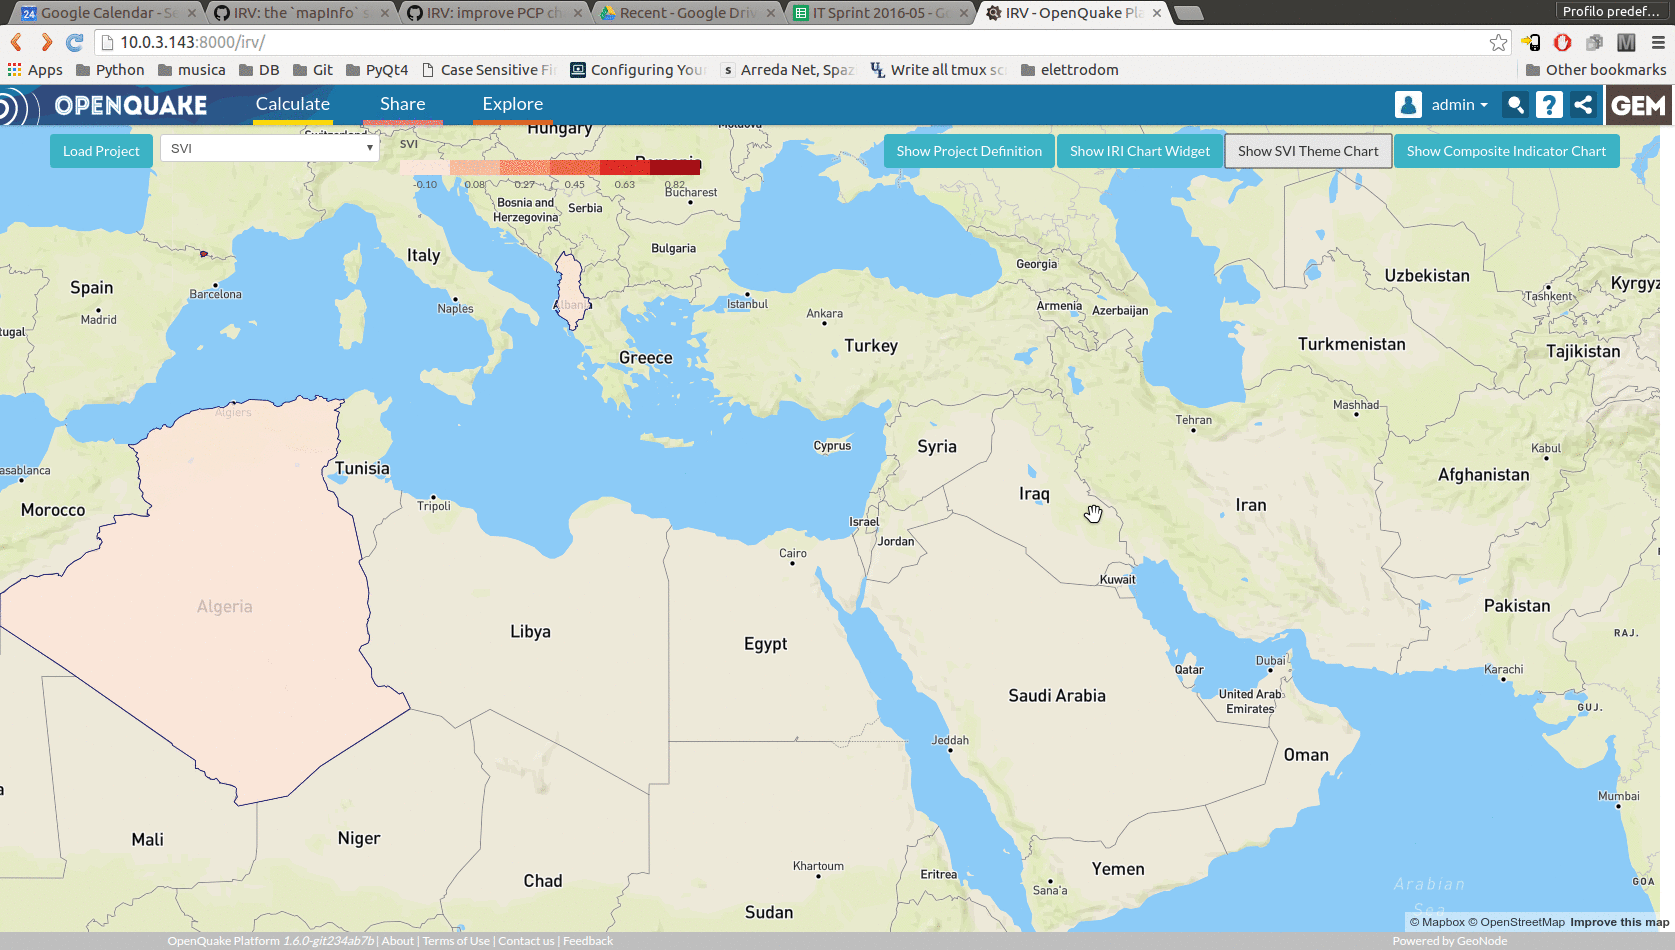 Google Calendar - Se
IRV: the `mapInfo` s
IRV: improve PCP ch
Recent - Google Driv
IT Sprint 2016-05 - Go
IRV - OpenQuake Pla
Profilo predef...
10.0.3.143:8000/irv/
Apps
Python
musica
DB
Git
PyQt4
Case Sensitive Fi
Configuring Your
Arreda Net, Spaz
Write all tmux sc
elettrodom
Other bookmarks
OPENQUAKE
Calculate
Share
Explore
admin
GEM
Load Project
SVI
SVI
-0.10 0.08 0.27 0.45 0.63 0.82
Show Project Definition
Show IRI Chart Widget
Show SVI Theme Chart
Show Composite Indicator Chart
Switzerland
Hungary
Moldova
Romania
Bucharest
Bosnia and
Herzegovina
Serbia
Bulgaria
Italy
Georgia
Uzbekistan
Kyrgyz
Spain
Barcelona
Madrid
Naples
Albania
Istanbul
Ankara
Armenia
Azerbaijan
Tashkent
tugal
Greece
Turkey
Turkmenistan
Tajikistan
Algiers
Tehran
Mashhad
Cyprus
Syria
Kabul
asablanca
Tunisia
Afghanistan
Morocco
Tripoli
Iraq
Iran
Israel
Jordan
Cairo
Kuwait
Algeria
Libya
Egypt
Pakistan
RAJ.
Qatar
Dubai
Karachi
Saudi Arabia
United Arab
Emirates
GUJ.
Jeddah
Oman
Mumbai
Mali
Niger
Khartoum
Chad
Eritrea
Yemen
Sana'a
Arabian
Sea
GOA
Sudan
© Mapbox © OpenStreetMap Improve this map
OpenQuake Platform 1.6.0-git234ab7b | About | Terms of Use | Contact us | Feedback
Powered by GeoNode